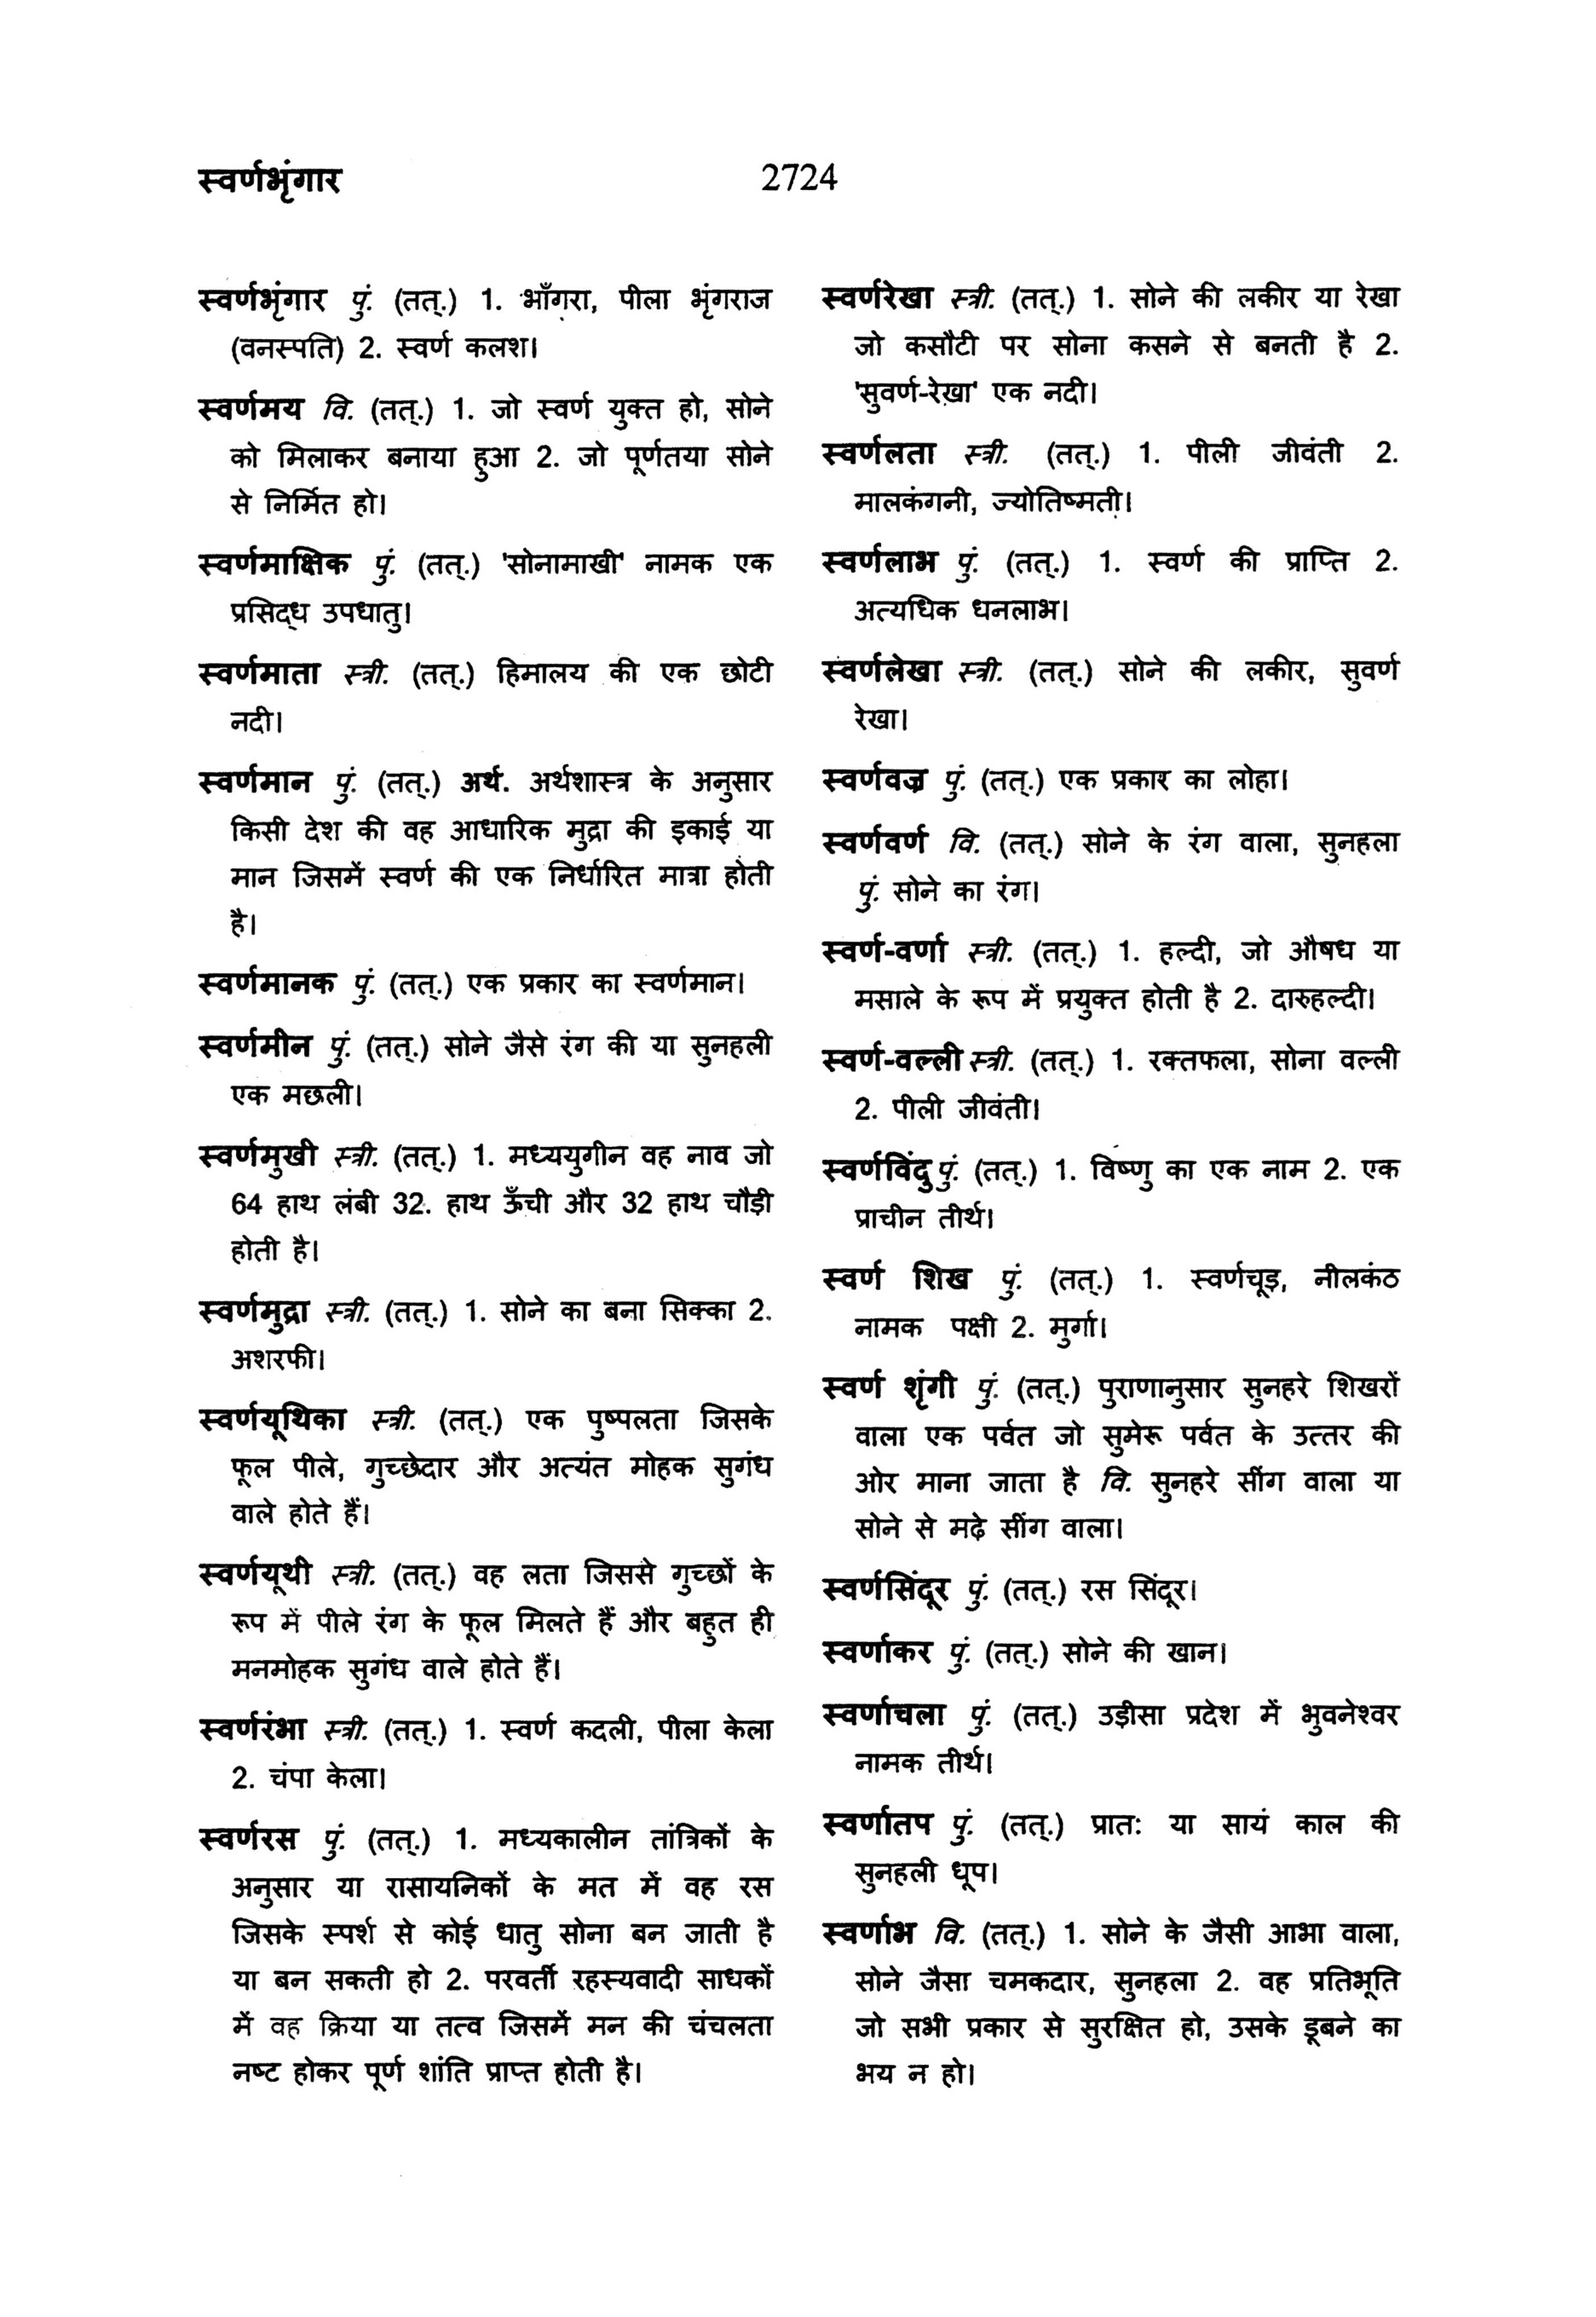 स्वर्णभृंगार
2724
स्वर्णभृंगार पुं. (तत्.) 1. भाँगरा, पीला भृंगराज
(वनस्पति) 2. स्वर्ण कलश।
स्वर्णमय वि. (तत्.) 1. जो स्वर्ण युक्त हो, सोने
को मिलाकर बनाया हुआ 2. जो पूर्णतया सोने
से निर्मित हो।
स्वर्णमाक्षिक पुं. (तत्.) 'सोनामाखी' नामक एक
प्रसिद्ध उपधातु।
स्वर्णमाता स्त्री. (तत्.) हिमालय की एक छोटी
नदी।
स्वर्णमान पुं. (तत्.) अर्थ. अर्थशास्त्र के अनुसार
किसी देश की वह आधारिक मुद्रा की इकाई या
मान जिसमें स्वर्ण की एक निर्धारित मात्रा होती
है।
स्वर्णमानक पुं. (तत्.) एक प्रकार का स्वर्णमान।
स्वर्णमीन पुं. (तत्.) सोने जैसे रंग की या सुनहली
एक मछली।
स्वर्णमुखी स्त्री. (तत्.) 1. मध्ययुगीन वह नाव जो
64 हाथ लंबी 32. हाथ ऊँची और 32 हाथ चौड़ी
होती है।
स्वर्णमुद्रा स्त्री. (तत्.) 1. सोने का बना सिक्का 2.
अशरफी।
स्वर्णयूथिका स्त्री. (तत्.) एक पुष्पलता जिसके
फूल पीले, गुच्छेदार और अत्यंत मोहक सुगंध
वाले होते हैं।
स्वर्णयूथी स्त्री. (तत्.) वह लता जिससे गुच्छों के
रूप में पीले रंग के फूल मिलते हैं और बहुत ही
मनमोहक सुगंध वाले होते हैं।
स्वर्णरंभा स्त्री. (तत्.) 1. स्वर्ण कदली, पीला केला
2. चंपा केला।
स्वर्णरस पुं. (तत्.) 1. मध्यकालीन तांत्रिकों के
अनुसार या रासायनिकों के मत में वह रस
जिसके स्पर्श से कोई धातु सोना बन जाती है
या बन सकती हो 2. परवर्ती रहस्यवादी साधकों
में वह क्रिया या तत्व जिसमें मन की चंचलता
नष्ट होकर पूर्ण शांति प्राप्त होती है।
स्वर्णरेखा स्त्री. (तत्.) 1. सोने की लकीर या रेखा
जो कसौटी पर सोना कसने से बनती है 2.
'सुवर्ण-रेखा' एक नदी।
स्वर्णलता स्त्री. (तत्.) 1. पीली जीवंती 2.
मालकंगनी, ज्योतिष्मती।
स्वर्णलाभ पुं. (तत्.) 1. स्वर्ण की प्राप्ति 2.
अत्यधिक धनलाभ।
स्वर्णलेखा स्त्री. (तत्.) सोने की लकीर, सुवर्ण
रेखा।
स्वर्णवज्र पुं. (तत्.) एक प्रकार का लोहा।
स्वर्णवर्ण वि. (तत्.) सोने के रंग वाला, सुनहला
पुं. सोने का रंग।
स्वर्ण-वर्णा स्त्री. (तत्.) 1. हल्दी, जो औषध या
मसाले के रूप में प्रयुक्त होती है 2. दारुहल्दी।
स्वर्ण-वल्ली स्त्री. (तत्.) 1. रक्तफला, सोना वल्ली
2. पीली जीवंती।
स्वर्णविंदु पुं. (तत्.) 1. विष्णु का एक नाम 2. एक
प्राचीन तीर्थ।
स्वर्ण शिख पुं. (तत्.) 1. स्वर्णचूड़, नीलकंठ
नामक पक्षी 2. मुर्गा।
स्वर्ण शृंगी पुं. (तत्.) पुराणानुसार सुनहरे शिखरों
वाला एक पर्वत जो सुमेरू पर्वत के उत्तर की
ओर माना जाता है वि. सुनहरे सींग वाला या
सोने से मढ़े सींग वाला।
स्वर्णसिंदूर पुं. (तत्.) रस सिंदूर।
स्वर्णाकर पुं. (तत्.) सोने की खान।
स्वर्णाचला पुं. (तत्.) उड़ीसा प्रदेश में भुवनेश्वर
नामक तीर्थ।
स्वर्णातप पुं. (तत्.) प्रातः या सायं काल की
सुनहली धूप।
स्वर्णाभ वि. (तत्.) 1. सोने के जैसी आभा वाला,
सोने जैसा चमकदार, सुनहला 2. वह प्रतिभूति
जो सभी प्रकार से सुरक्षित हो, उसके डूबने का
भय न हो।